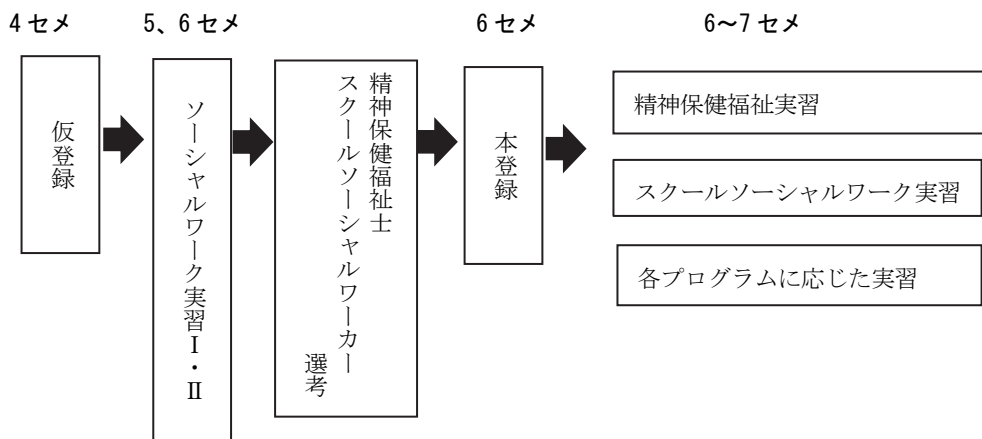 4セメ
5、6セメ
6セメ
6～7セメ
仮登録
ソーシャルワーク実習Ⅰ・Ⅱ
精神保健福祉士
スクールソーシャルワーカー
選考
本登録
精神保健福祉実習
スクールソーシャルワーク実習
各プログラムに応じた実習